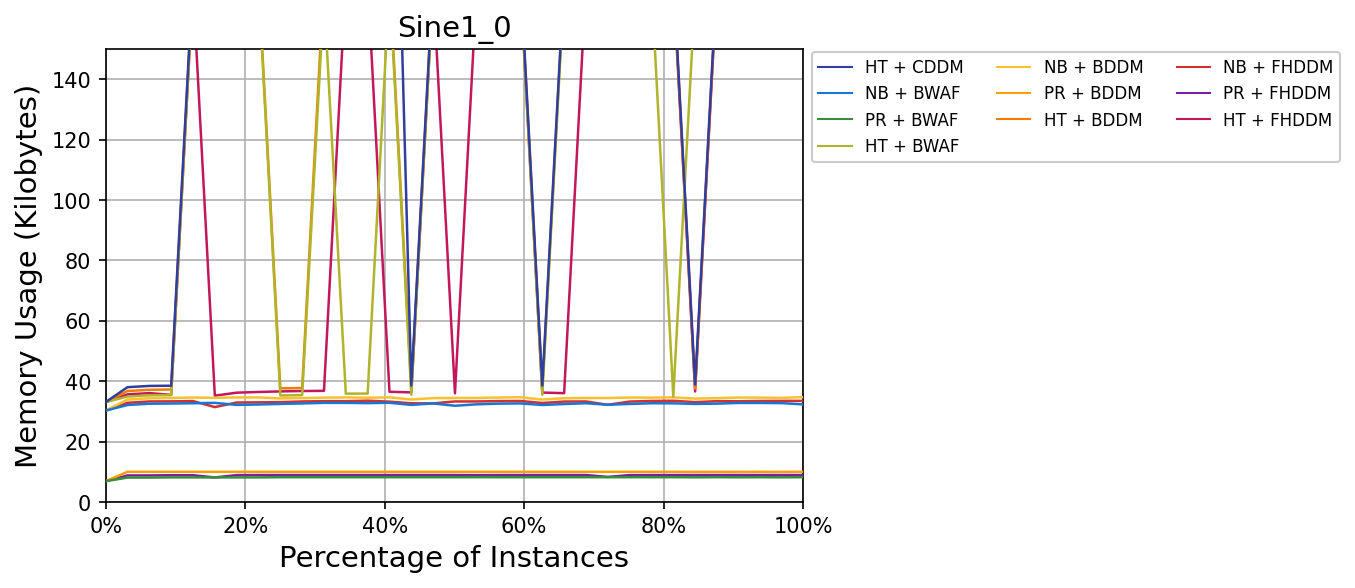 Sine1_0
Memory Usage (Kilobytes)
140
120
100
80
60
40
20
0
0% 20% 40% 60% 80% 100%
Percentage of Instances
HT + CDDM NB + BDDM NB + FHDDM
NB + BWAF PR + BDDM PR + FHDDM
PR + BWAF HT + BDDM HT + FHDDM
HT + BWAF